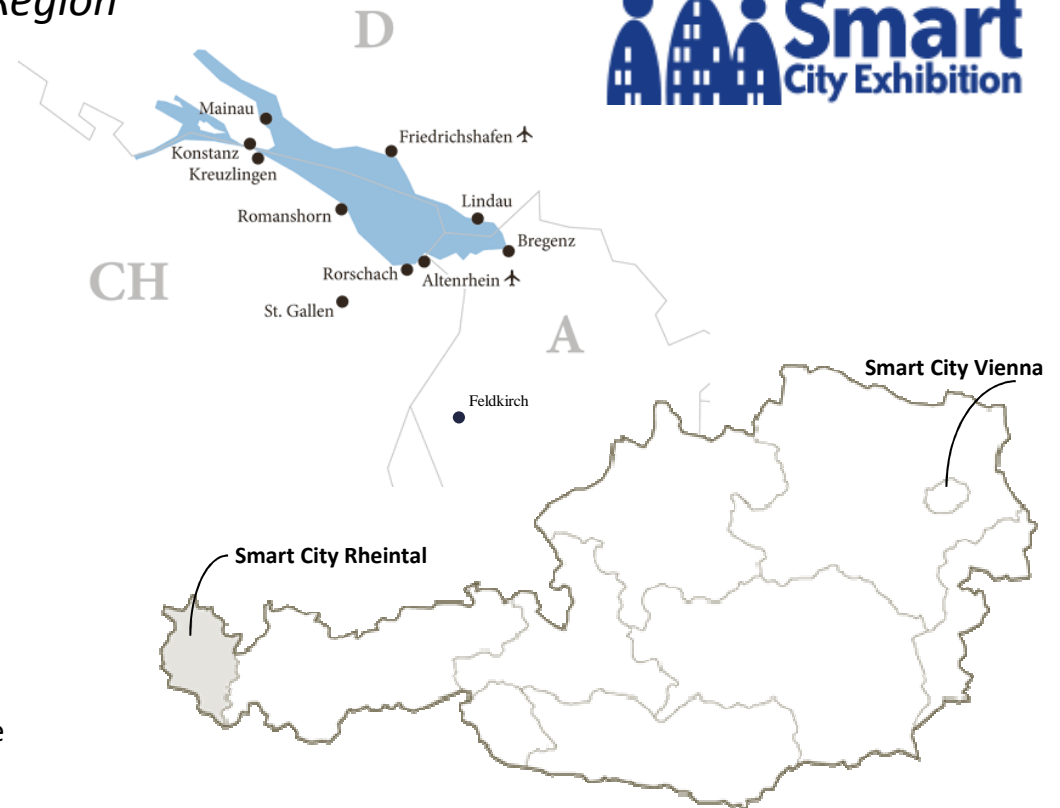 Region
D
Smart
City Exhibition
Mainau
Friedrichshafen
Konstanz
Kreuzlingen
Lindau
Romanshorn
Bregenz
CH
Rorschach
Altenrhein
St. Gallen
A
Smart City Vienna
Feldkirch
Smart City Rheintal
e